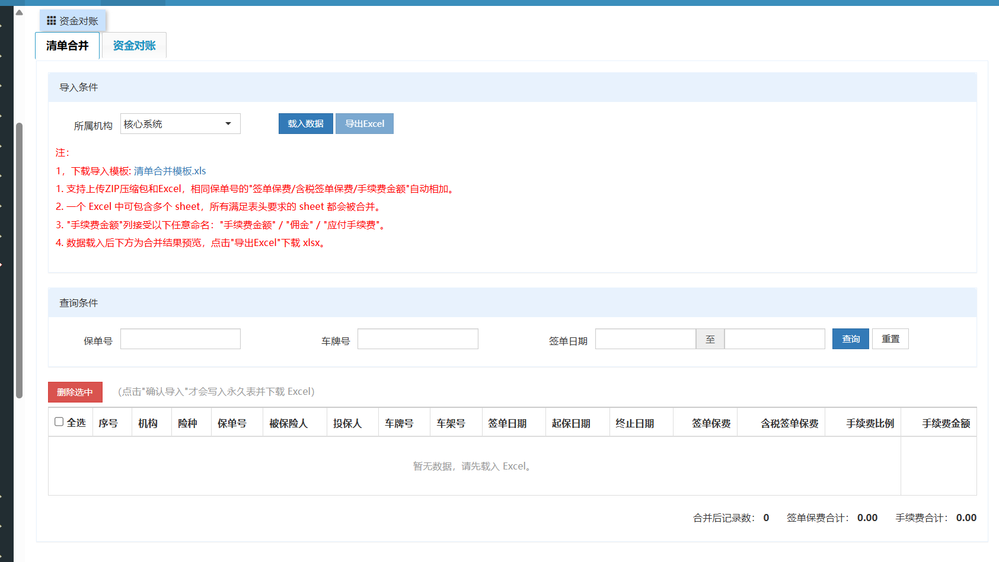 资金对账
清单合并 资金对账
导入条件
所属机构 核心系统 载入数据 导出Excel
注：
1，下载导入模板: 清单合并模板.xls
1. 支持上传ZIP压缩包和Excel，相同保单号的"签单保费/含税签单保费/手续费金额"自动相加。
2. 一个 Excel 中可包含多个 sheet，所有满足表头要求的 sheet 都会被合并。
3. "手续费金额"列接受以下任意命名："手续费金额" / "佣金" / "应付手续费"。
4. 数据载入后下方为合并结果预览，点击"导出Excel"下载 xlsx。
查询条件
保单号 车牌号 签单日期 至 查询 重置
删除选中 （点击"确认导入"才会写入永久表并下载 Excel）
全选 序号 机构 险种 保单号 被保险人 投保人 车牌号 车架号 签单日期 起保日期 终止日期 签单保费 含税签单保费 手续费比例 手续费金额
暂无数据，请先载入 Excel。
合并后记录数： 0 签单保费合计： 0.00 手续费合计： 0.00